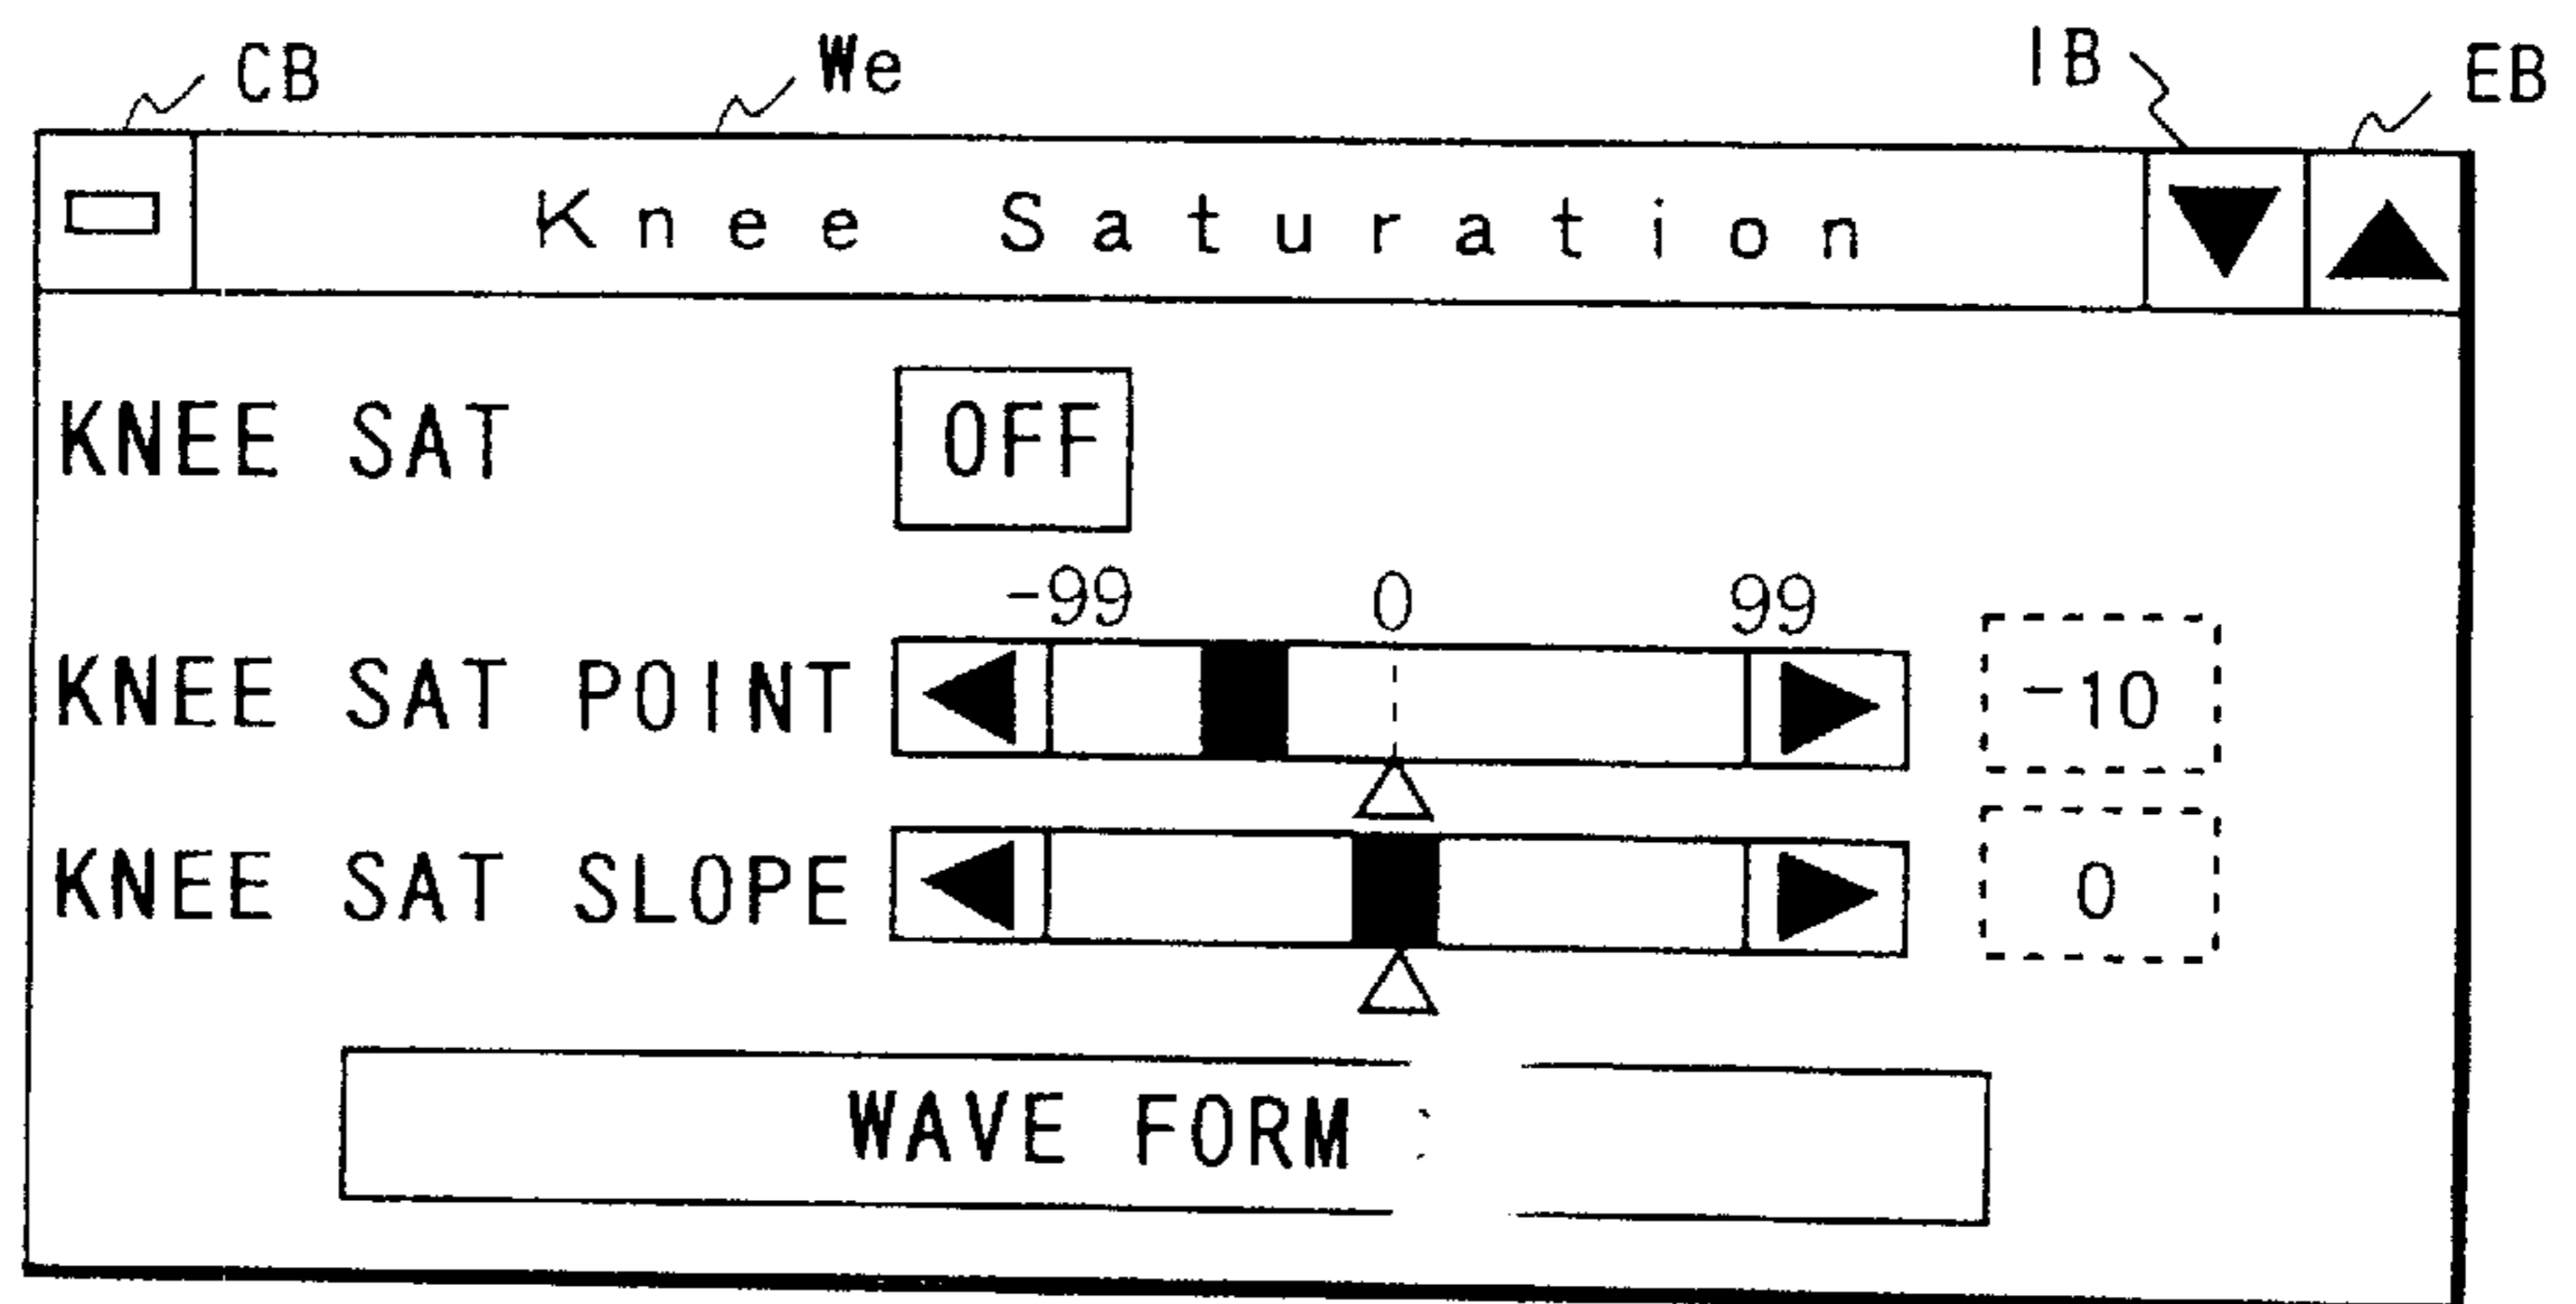 CB We IB EB
Knee Saturation
KNEE SAT OFF
-99 0 99
KNEE SAT POINT -10
KNEE SAT SLOPE 0
WAVE FORM